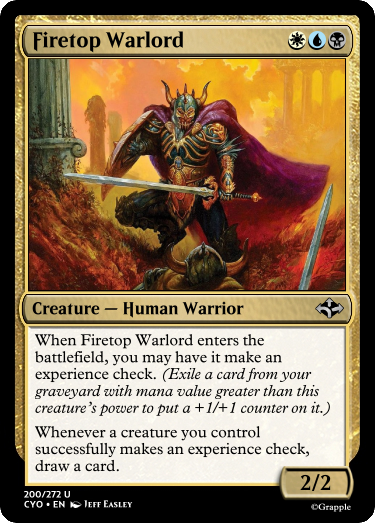 Firetop Warlord
Creature — Human Warrior
When Firetop Warlord enters the
battlefield, you may have it make an
experience check. (Exile a card from your
graveyard with mana value greater than this
creature's power to put a +1/+1 counter on it.)
Whenever a creature you control
successfully makes an experience check,
draw a card.
2/2
200/272 U
CYO • EN Jeff Easley
©Grapple